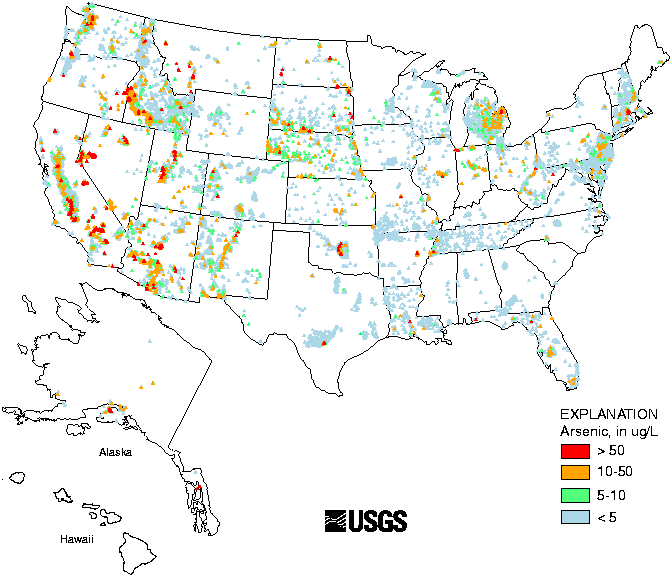 EXPLANATION
Arsenic, in ug/L
> 50
10-50
5-10
< 5
Alaska
USGS
Hawaii